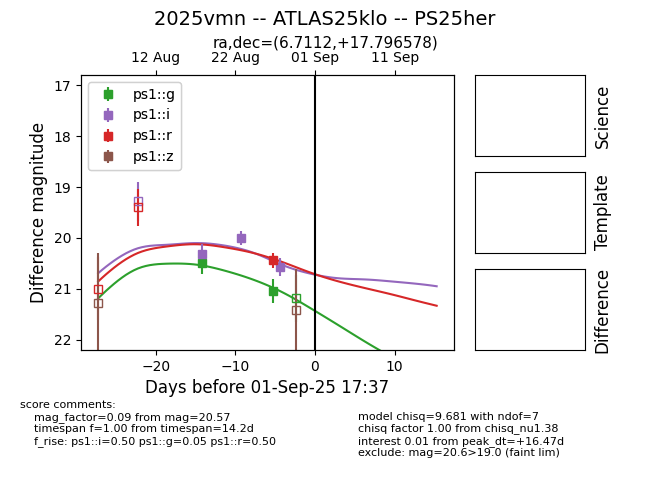 2025vmn -- ATLAS25klo -- PS25her
ra,dec=(6.7112,+17.796578)
12 Aug 22 Aug 01 Sep 11 Sep
17
18
19
20
21
22
Difference magnitude
ps1::g
ps1::i
ps1::r
ps1::z
−20 −10 0 10
Days before 01-Sep-25 17:37
Science
Template
Difference
score comments:
mag_factor=0.09 from mag=20.57
timespan f=1.00 from timespan=14.2d
f_rise: ps1::i=0.50 ps1::g=0.05 ps1::r=0.50
model chisq=9.681 with ndof=7
chisq factor 1.00 from chisq_nu1.38
interest 0.01 from peak_dt=+16.47d
exclude: mag=20.6>19.0 (faint lim)